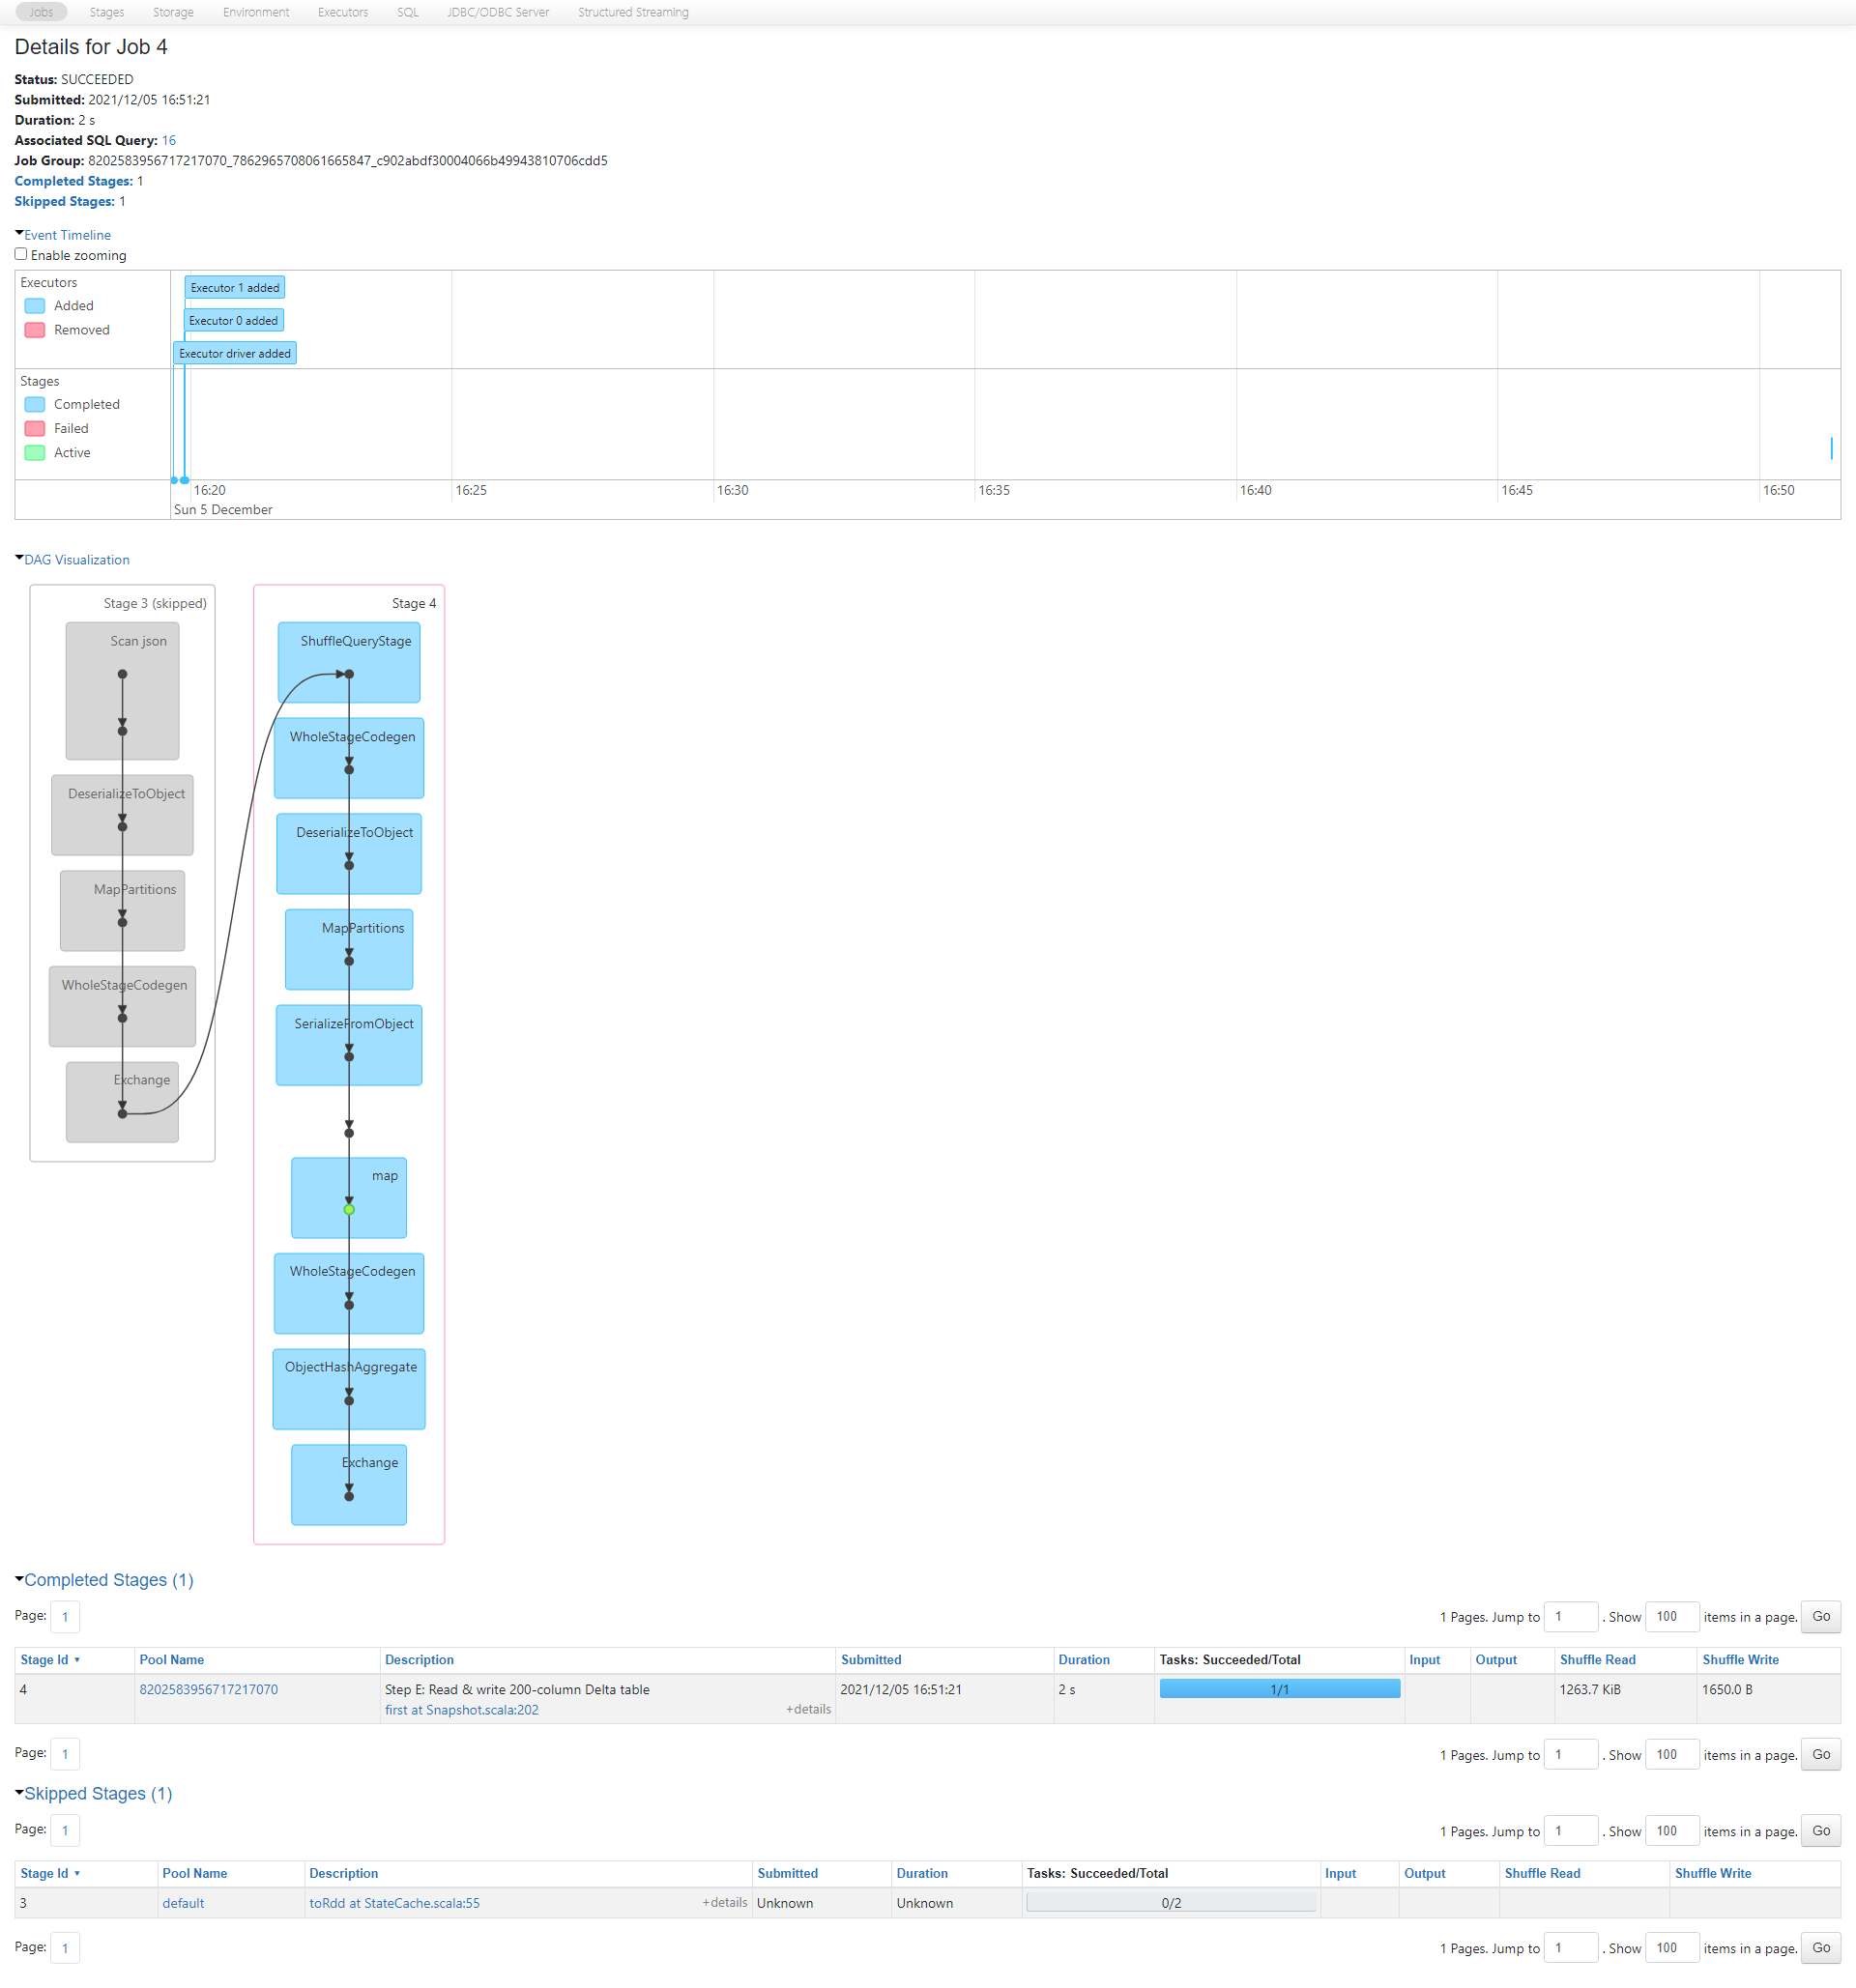 Jobs Stages Storage Environment Executors SQL JDBC/ODBC Server Structured Streaming
Details for Job 4
Status: SUCCEEDED
Submitted: 2021/12/05 16:51:21
Duration: 2 s
Associated SQL Query: 16
Job Group: 8202583956717217070_7862965708061665847_c902abdf30004066b49943810706cdd5
Completed Stages: 1
Skipped Stages: 1
Event Timeline
Enable zooming
Executors
Added
Removed
Executor 1 added
Executor 0 added
Executor driver added
Stages
Completed
Failed
Active
16:20 16:25 16:30 16:35 16:40 16:45 16:50
Sun 5 December
DAG Visualization
Stage 3 (skipped)
Scan json
DeserializeToObject
MapPartitions
WholeStageCodegen
Exchange
Stage 4
ShuffleQueryStage
WholeStageCodegen
DeserializeToObject
MapPartitions
SerializeFromObject
map
WholeStageCodegen
ObjectHashAggregate
Exchange
Completed Stages (1)
Page: 1 1 Pages. Jump to 1 . Show 100 items in a page. Go
Stage Id Pool Name Description Submitted Duration Tasks: Succeeded/Total Input Output Shuffle Read Shuffle Write
4 8202583956717217070 Step E: Read & write 200-column Delta table 2021/12/05 16:51:21 2 s 1/1 1263.7 KiB 1650.0 B
first at Snapshot.scala:202 +details
Page: 1 1 Pages. Jump to 1 . Show 100 items in a page. Go
Skipped Stages (1)
Page: 1 1 Pages. Jump to 1 . Show 100 items in a page. Go
Stage Id Pool Name Description Submitted Duration Tasks: Succeeded/Total Input Output Shuffle Read Shuffle Write
3 default toRdd at StateCache.scala:55 +details Unknown Unknown 0/2
Page: 1 1 Pages. Jump to 1 . Show 100 items in a page. Go